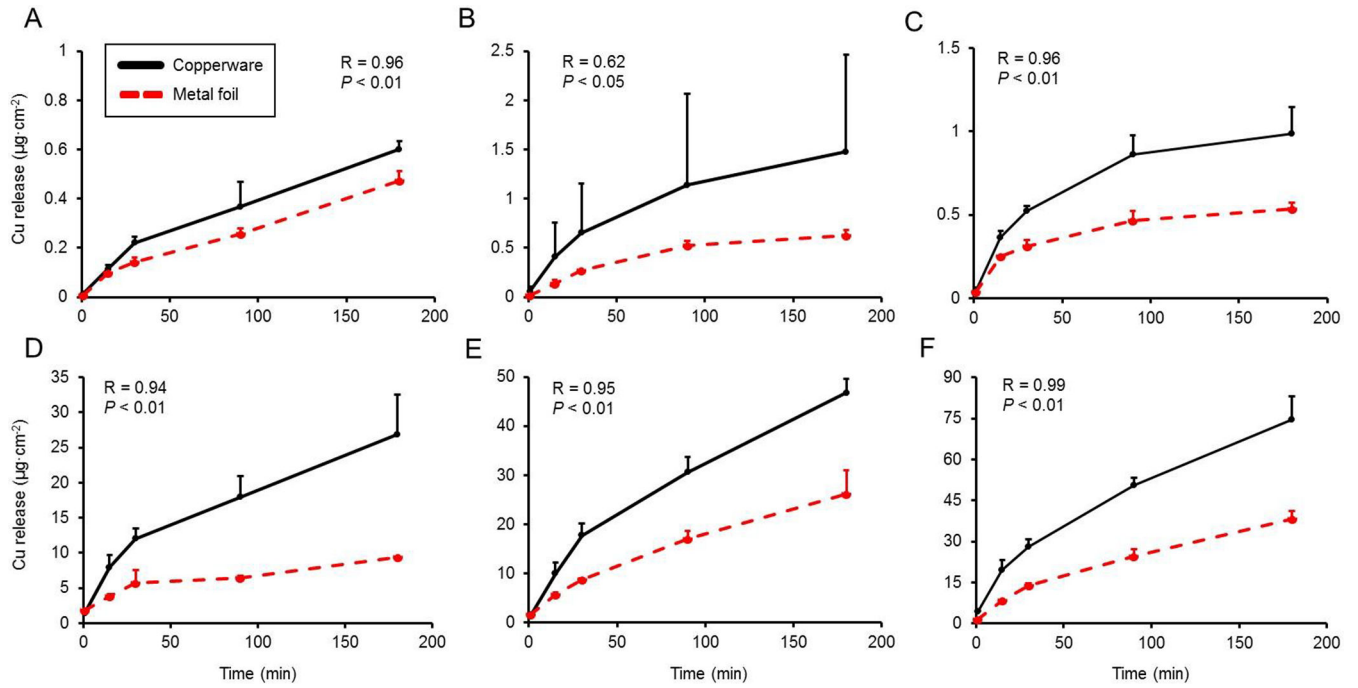 A
B
C
Copperware
Metal foil
R = 0.96
P < 0.01
R = 0.62
P < 0.05
R = 0.96
P < 0.01
Cu release (µg·cm⁻²)
1
0.8
0.6
0.4
0.2
0
0 50 100 150 200
2.5
2
1.5
1
0.5
0
0 50 100 150 200
1.5
1
0.5
0
0 50 100 150 200
D
E
F
R = 0.94
P < 0.01
R = 0.95
P < 0.01
R = 0.99
P < 0.01
Cu release (µg·cm⁻²)
35
30
25
20
15
10
5
0
0 50 100 150 200
Time (min)
50
40
30
20
10
0
0 50 100 150 200
Time (min)
90
75
60
45
30
15
0
0 50 100 150 200
Time (min)